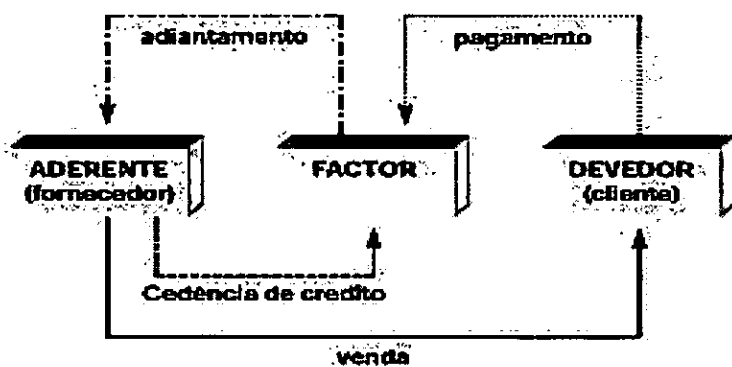 adiantamento
pagamento
ADERENTE
(fornecedor)
FACTOR
DEVEDOR
(cliente)
Cedência de credito
venda